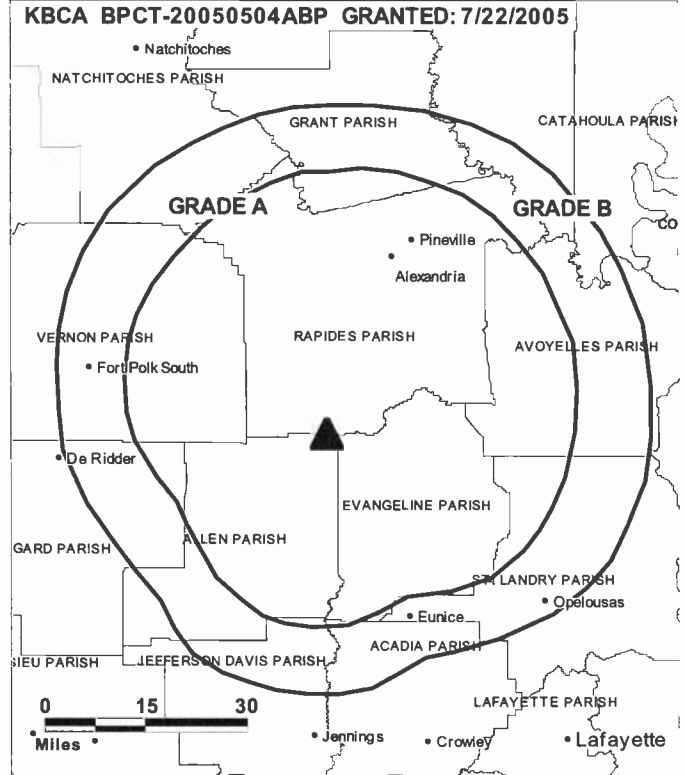 KBCA BPCT-20050504ABP GRANTED: 7/22/2005
Natchitoches
NATCHITOCHES PARISH
GRANT PARISH
CATAHOULA PARISH
GRADE A
GRADE B
CO
Pineville
Alexandria
VERNON PARISH
RAPIDES PARISH
AVOYELLES PARISH
Fort Polk South
De Ridder
EVANGELINE PARISH
ALLEN PARISH
GARD PARISH
ST. LANDRY PARISH
Opelousas
Eunice
ACADIA PARISH
SIEU PARISH
JEFFERSON DAVIS PARISH
LAFAYETTE PARISH
0 15 30
Miles
Jennings
Crowley
Lafayette